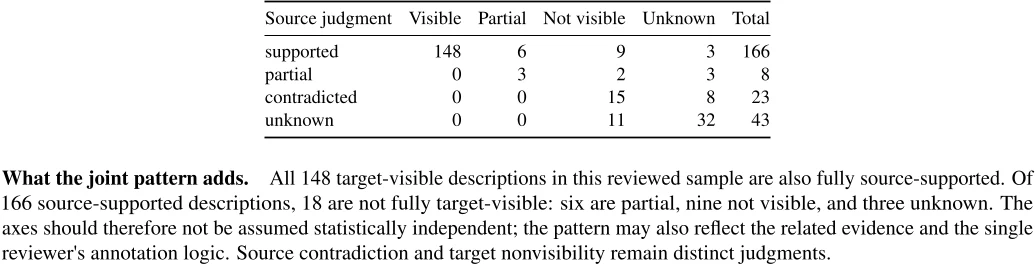 Source judgment Visible Partial Not visible Unknown Total
supported 148 6 9 3 166
partial 0 3 2 3 8
contradicted 0 0 15 8 23
unknown 0 0 11 32 43
What the joint pattern adds. All 148 target-visible descriptions in this reviewed sample are also fully source-supported. Of
166 source-supported descriptions, 18 are not fully target-visible: six are partial, nine not visible, and three unknown. The
axes should therefore not be assumed statistically independent; the pattern may also reflect the related evidence and the single
reviewer's annotation logic. Source contradiction and target nonvisibility remain distinct judgments.